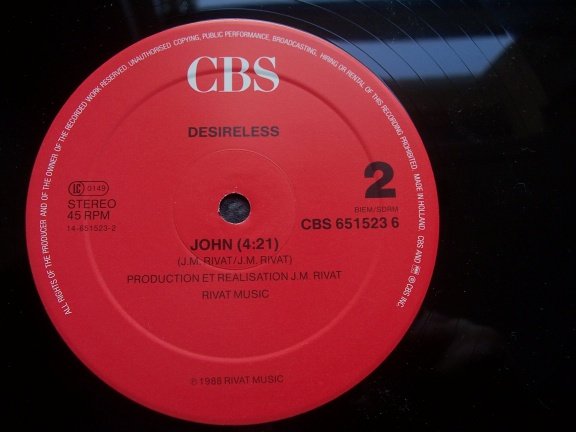 ALL RIGHTS OF THE PRODUCER AND OF THE OWNER OF THE RECORDED WORK RESERVED. UNAUTHORISED COPYING, PUBLIC PERFORMANCE, BROADCASTING, HIRING OR RENTAL OF THIS RECORDING PROHIBITED. MADE IN HOLLAND. CBS AND ® CBS INC.
CBS
DESIRELESS
2
LC 0149
STEREO
45 RPM
14-651523-2
BIEM/SDRM
CBS 651523 6
JOHN (4:21)
(J.M. RIVAT/J.M. RIVAT)
PRODUCTION ET REALISATION J.M. RIVAT
RIVAT MUSIC
℗ 1988 RIVAT MUSIC